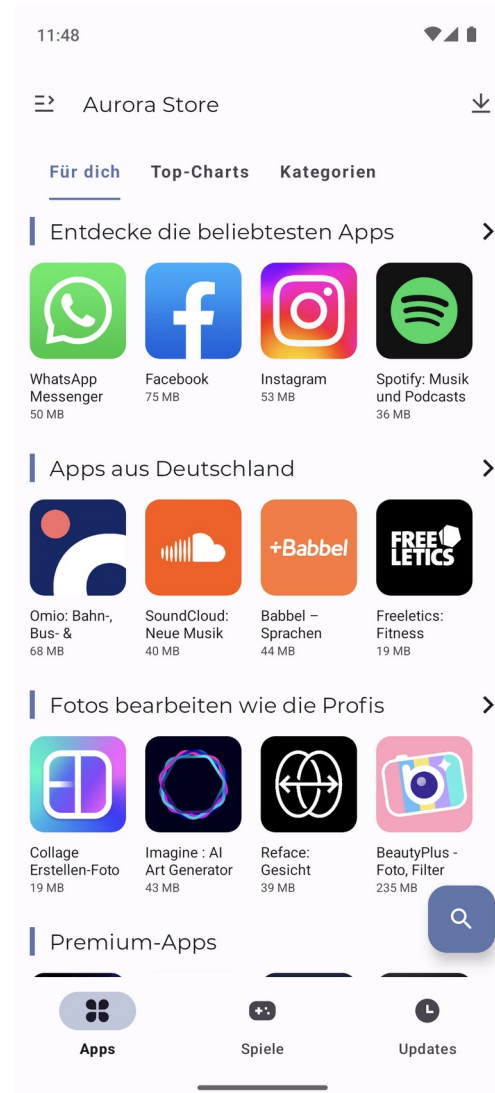 11:48
Aurora Store
Für dich Top-Charts Kategorien
Entdecke die beliebtesten Apps
WhatsApp Messenger
50 MB
Facebook
75 MB
Instagram
53 MB
Spotify: Musik und Podcasts
36 MB
Apps aus Deutschland
+Babbel
FREE
LETICS
Omio: Bahn-, Bus- &
68 MB
SoundCloud: Neue Musik
40 MB
Babbel – Sprachen
44 MB
Freeletics: Fitness
19 MB
Fotos bearbeiten wie die Profis
Collage Erstellen-Foto
19 MB
Imagine : AI Art Generator
43 MB
Reface: Gesicht
39 MB
BeautyPlus - Foto, Filter
235 MB
Premium-Apps
Apps Spiele Updates